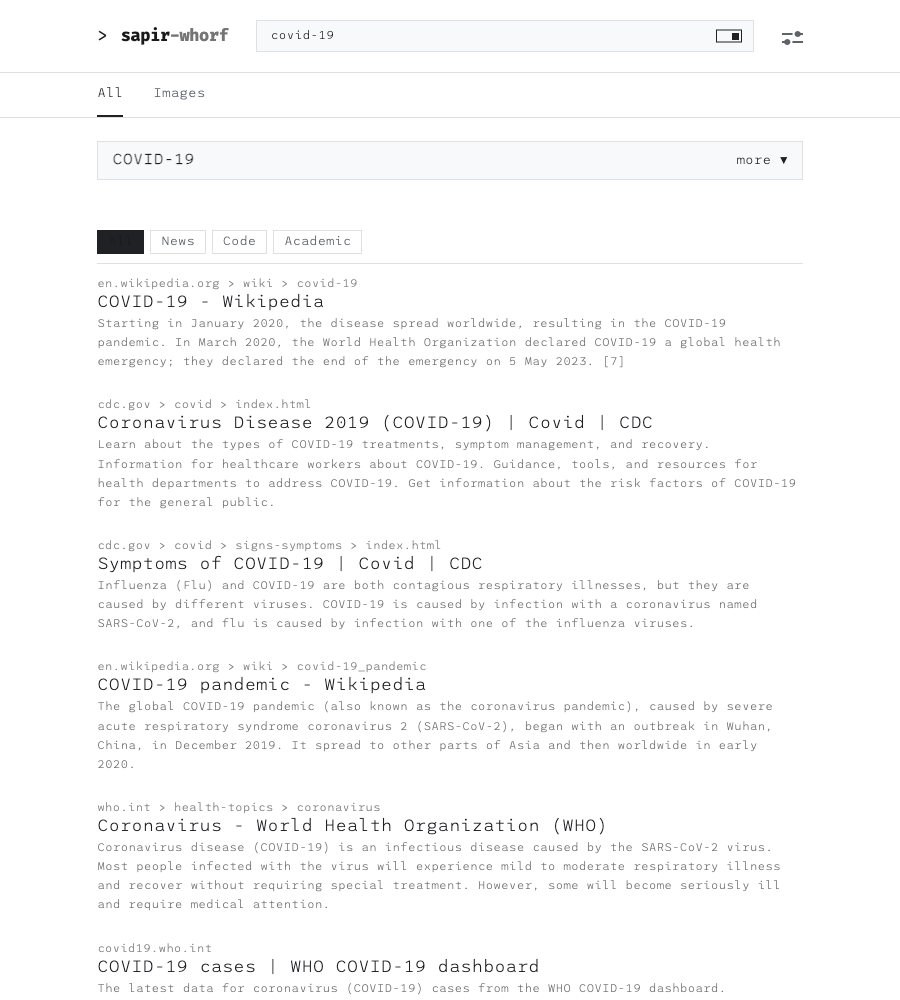 > sapir-whorf
covid-19
All Images
COVID-19
more ▼
News Code Academic
en.wikipedia.org > wiki > covid-19
COVID-19 - Wikipedia
Starting in January 2020, the disease spread worldwide, resulting in the COVID-19
pandemic. In March 2020, the World Health Organization declared COVID-19 a global health
emergency; they declared the end of the emergency on 5 May 2023. [7]
cdc.gov > covid > index.html
Coronavirus Disease 2019 (COVID-19) | Covid | CDC
Learn about the types of COVID-19 treatments, symptom management, and recovery.
Information for healthcare workers about COVID-19. Guidance, tools, and resources for
health departments to address COVID-19. Get information about the risk factors of COVID-19
for the general public.
cdc.gov > covid > signs-symptoms > index.html
Symptoms of COVID-19 | Covid | CDC
Influenza (Flu) and COVID-19 are both contagious respiratory illnesses, but they are
caused by different viruses. COVID-19 is caused by infection with a coronavirus named
SARS-CoV-2, and flu is caused by infection with one of the influenza viruses.
en.wikipedia.org > wiki > covid-19_pandemic
COVID-19 pandemic - Wikipedia
The global COVID-19 pandemic (also known as the coronavirus pandemic), caused by severe
acute respiratory syndrome coronavirus 2 (SARS-CoV-2), began with an outbreak in Wuhan,
China, in December 2019. It spread to other parts of Asia and then worldwide in early
2020.
who.int > health-topics > coronavirus
Coronavirus - World Health Organization (WHO)
Coronavirus disease (COVID-19) is an infectious disease caused by the SARS-CoV-2 virus.
Most people infected with the virus will experience mild to moderate respiratory illness
and recover without requiring special treatment. However, some will become seriously ill
and require medical attention.
covid19.who.int
COVID-19 cases | WHO COVID-19 dashboard
The latest data for coronavirus (COVID-19) cases from the WHO COVID-19 dashboard.